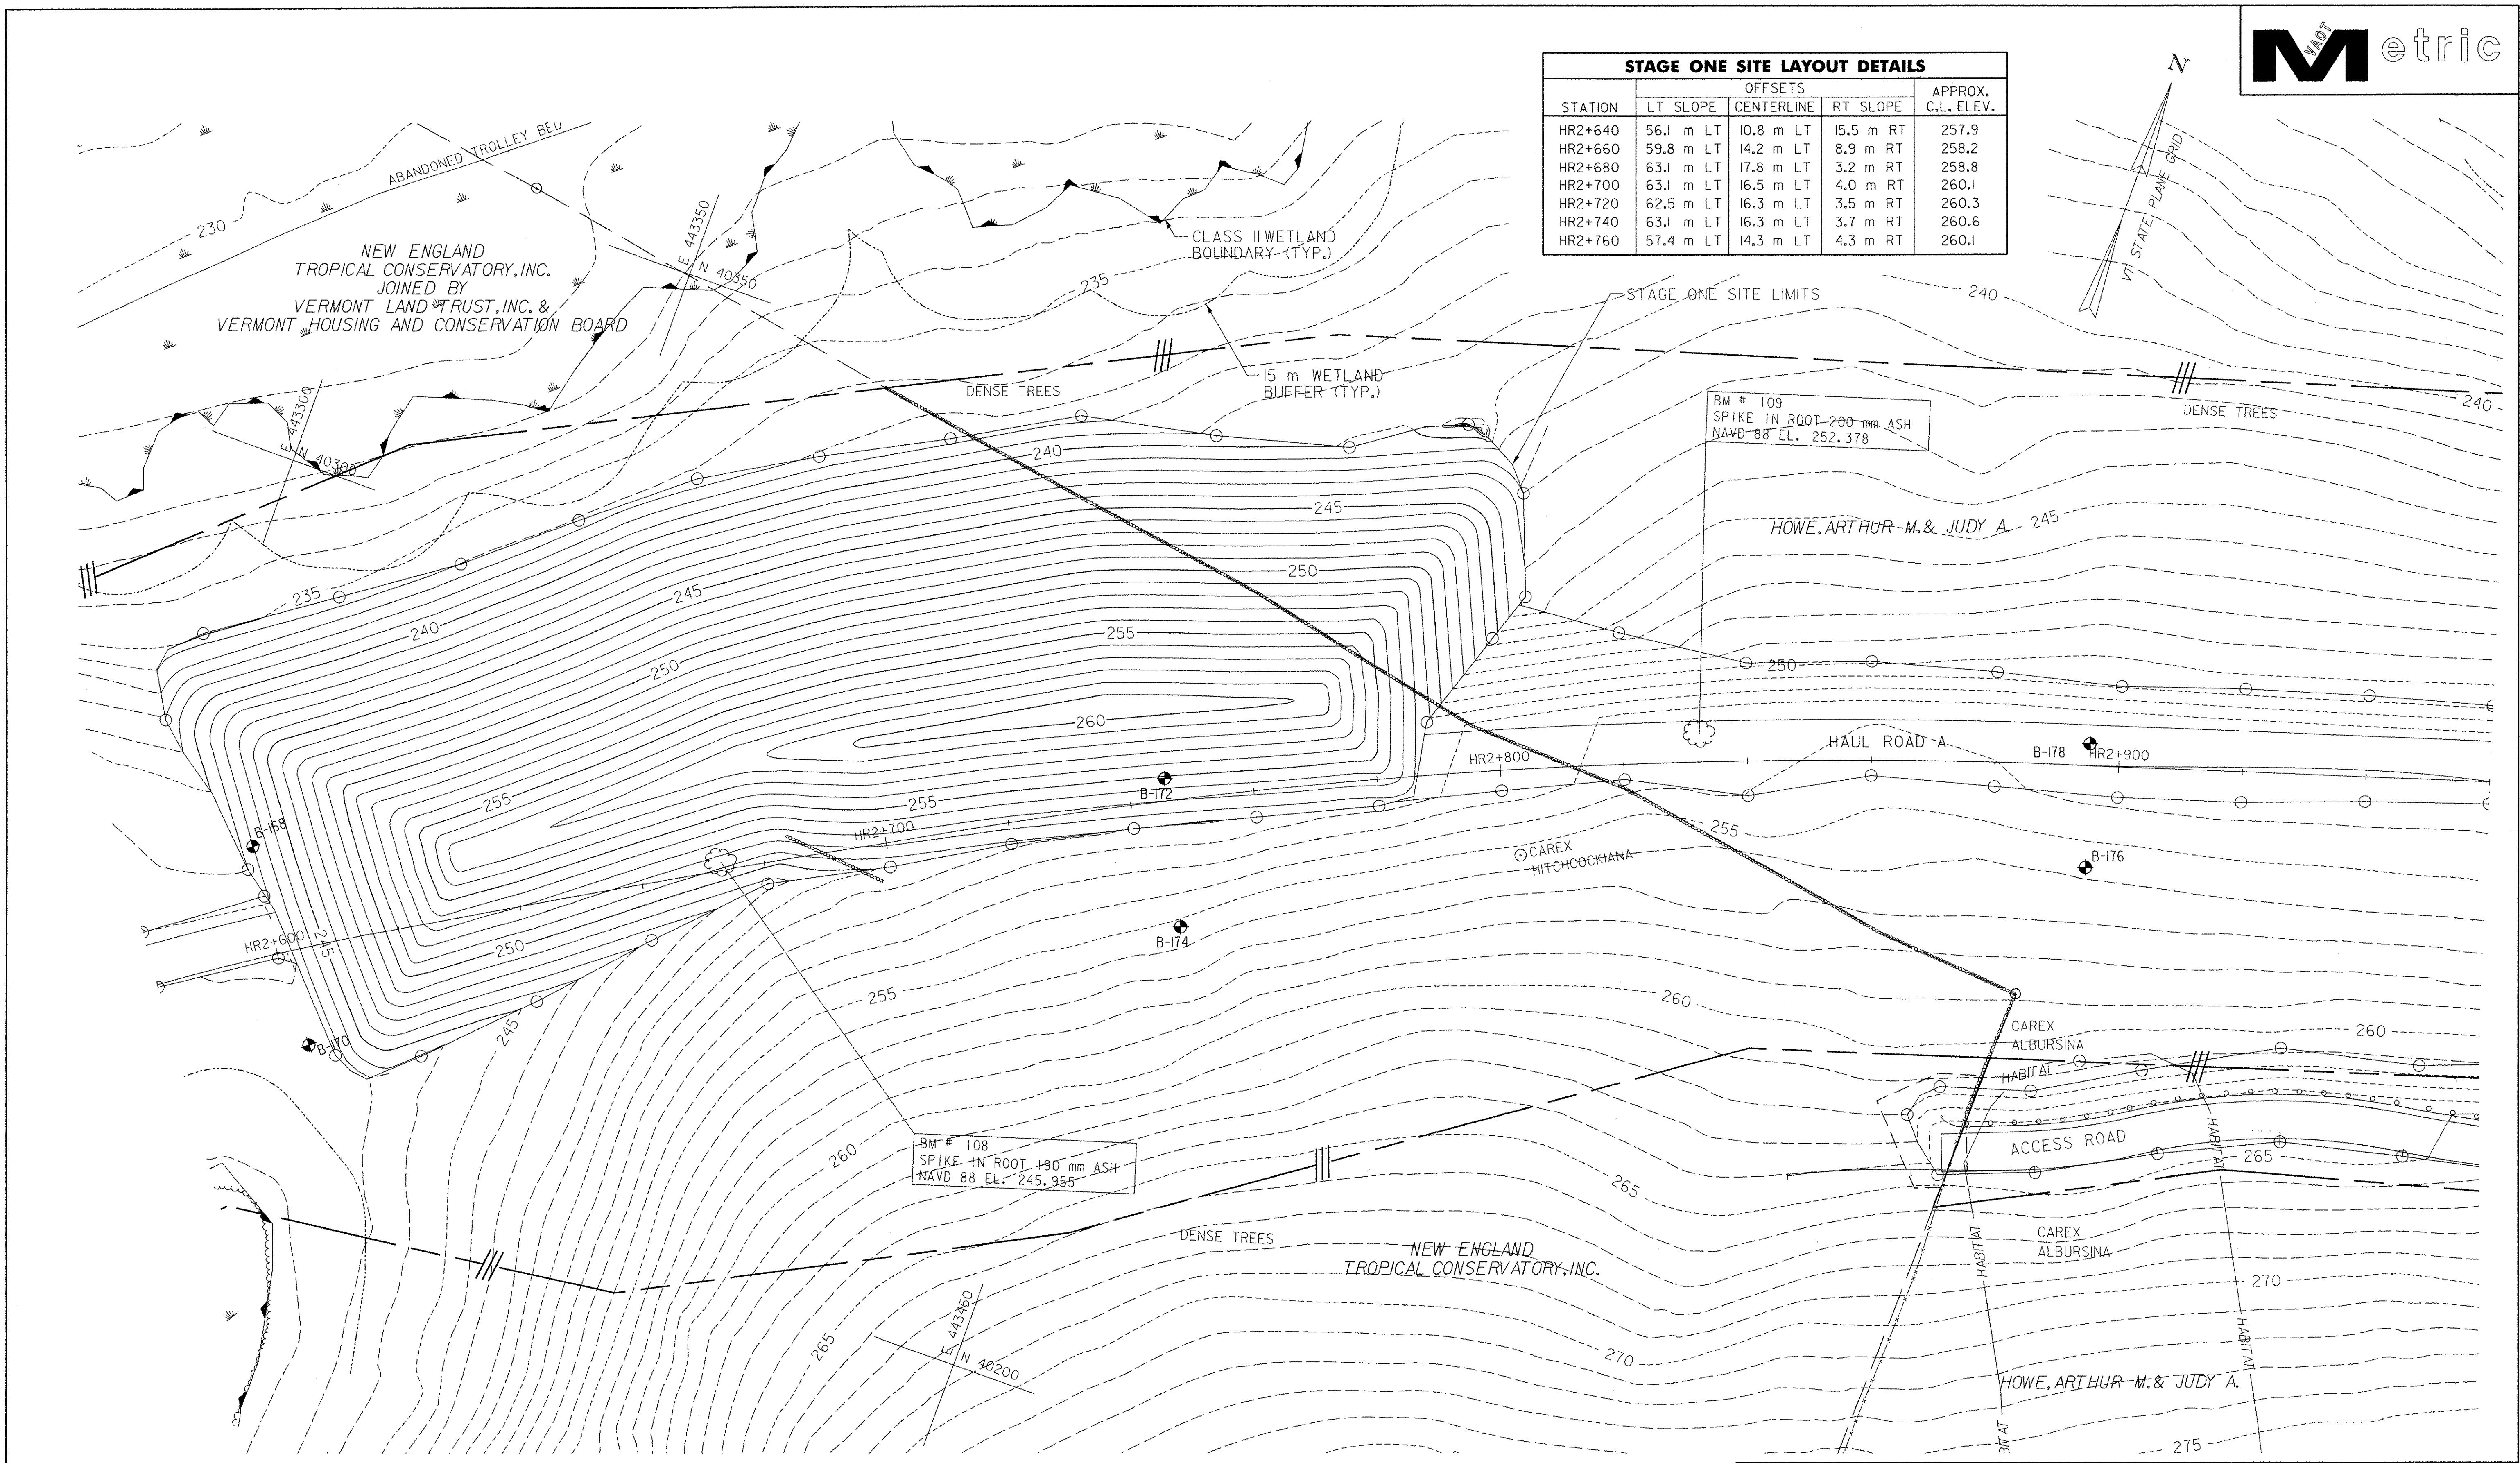 VAOT
Metric
STAGE ONE SITE LAYOUT DETAILS
OFFSETS
STATION LT SLOPE CENTERLINE RT SLOPE APPROX. C.L. ELEV.
HR2+640 56.1 m LT 10.8 m LT 15.5 m RT 257.9
HR2+660 59.8 m LT 14.2 m LT 8.9 m RT 258.2
HR2+680 63.1 m LT 17.8 m LT 3.2 m RT 258.8
HR2+700 63.1 m LT 16.5 m LT 4.0 m RT 260.1
HR2+720 62.5 m LT 16.3 m LT 3.5 m RT 260.3
HR2+740 63.1 m LT 16.3 m LT 3.7 m RT 260.6
HR2+760 57.4 m LT 14.3 m LT 4.3 m RT 260.1
N
VT STATE PLANE GRID
ABANDONED TROLLEY BED
230
NEW ENGLAND
TROPICAL CONSERVATORY, INC.
JOINED BY
VERMONT LAND TRUST, INC. &
VERMONT HOUSING AND CONSERVATION BOARD
E 443350
N 40350
CLASS II WETLAND
BOUNDARY (TYP.)
235
STAGE ONE SITE LIMITS
240
15 m WETLAND
BUFFER (TYP.)
DENSE TREES
E 443300
N 40300
BM # 109
SPIKE IN ROOT 200 mm ASH
NAVD 88 EL. 252.378
DENSE TREES
240
240
245
HOWE, ARTHUR M. & JUDY A.
245
250
235
245
240
255
250
250
260
HAUL ROAD A
B-178
HR2+900
HR2+800
B-172
255
255
HR2+700
255
B-168
CAREX
HITCHCOCKIANA
B-176
HR2+600
245
250
B-174
255
260
245
B-170
CAREX
ALBURSINA
260
HABITAT
BM # 108
SPIKE IN ROOT 190 mm ASH
NAVD 88 EL. 245.955
260
ACCESS ROAD
HABITAT
265
265
DENSE TREES
NEW ENGLAND
TROPICAL CONSERVATORY, INC.
HABITAT
CAREX
ALBURSINA
270
E 443450
N 40200
265
270
HABITAT
HOWE, ARTHUR M. & JUDY A.
275